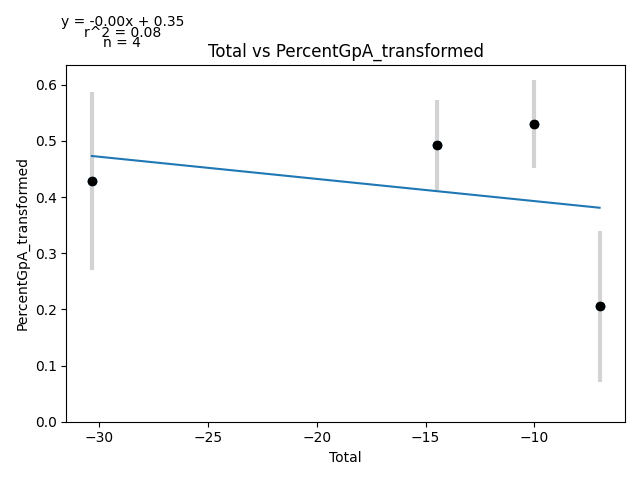 y = -0.00x + 0.35
r^2 = 0.08
n = 4
Total vs PercentGpA_transformed
PercentGpA_transformed
0.6
0.5
0.4
0.3
0.2
0.1
0.0
−30
−25
−20
−15
−10
Total